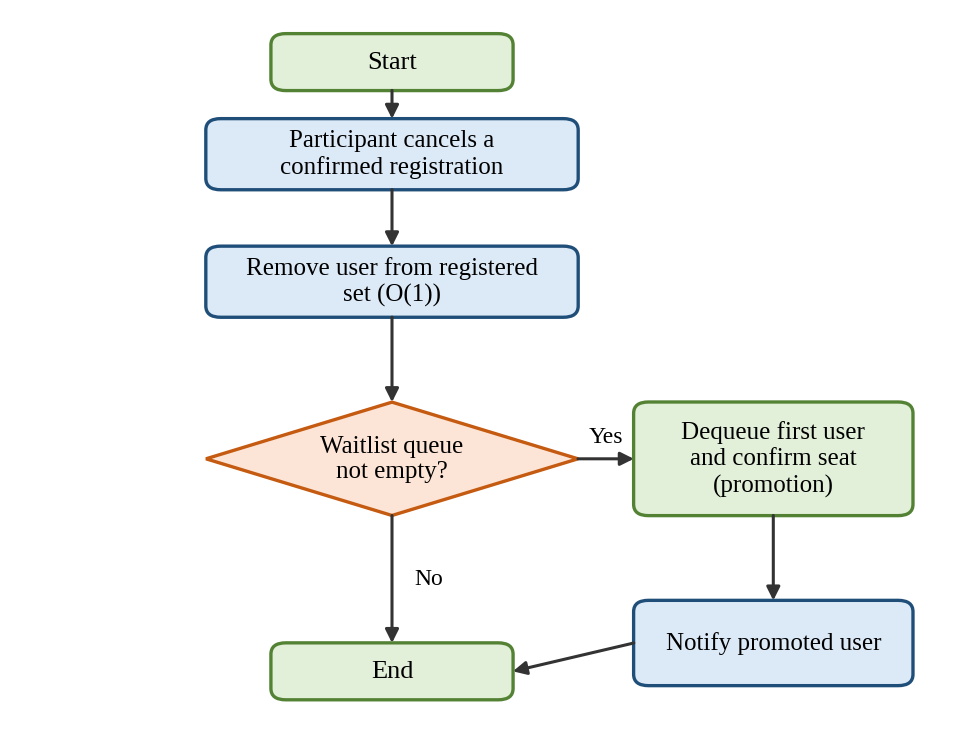 Start
Participant cancels a
confirmed registration
Remove user from registered
set (O(1))
Waitlist queue
not empty?
Yes
Dequeue first user
and confirm seat
(promotion)
No
Notify promoted user
End